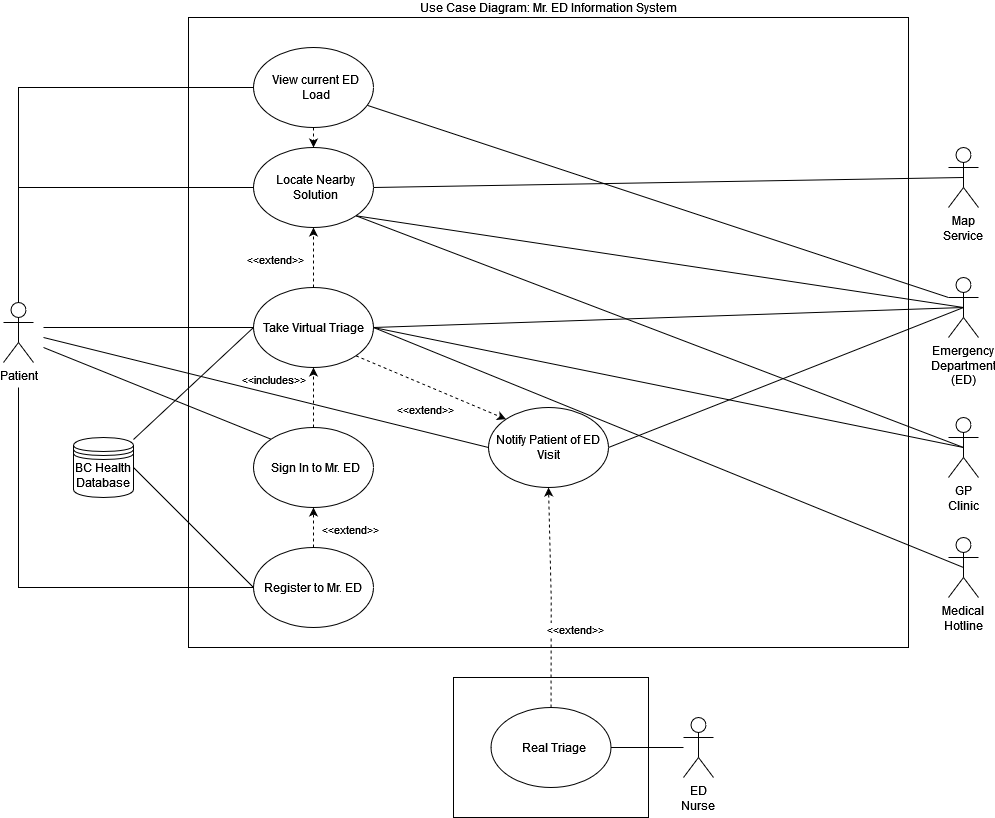 Use Case Diagram: Mr. ED Information System
View current ED
Load
Locate Nearby
Solution
Map
Service
<<extend>>
Take Virtual Triage
Patient
Emergency
Department
(ED)
<<includes>>
<<extend>>
Notify Patient of ED
Visit
BC Health
Database
Sign In to Mr. ED
GP
Clinic
<<extend>>
Register to Mr. ED
Medical
Hotline
<<extend>>
Real Triage
ED
Nurse